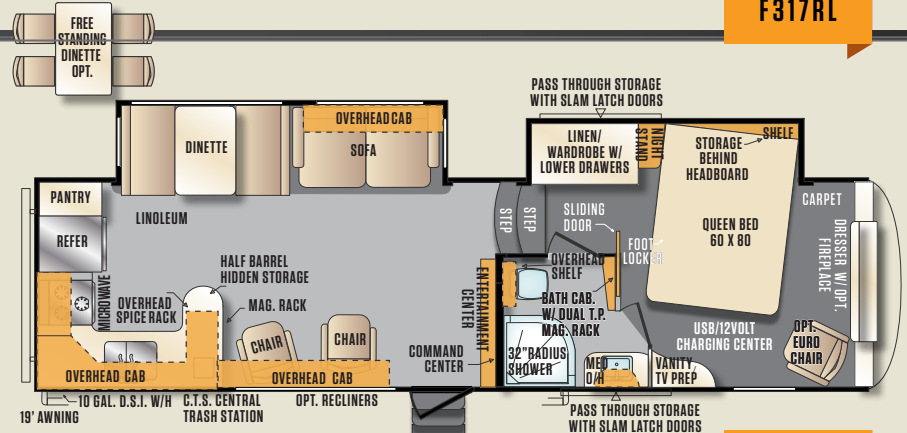 F317RL
FREE
STANDING
DINETTE
OPT.
PASS THROUGH STORAGE
WITH SLAM LATCH DOORS
OVERHEAD CAB
DINETTE
SOFA
LINEN/
WARDROBE W/
LOWER DRAWERS
NIGHT
STAND
SHELF
STORAGE
BEHIND
HEADBOARD
PANTRY
LINOLEUM
REFER
STEP
STEP
SLIDING
DOOR
FOOT
LOCKER
QUEEN BED
60 X 80
CARPET
DRESSER W/ OPT.
FIREPLACE
HALF BARREL
HIDDEN STORAGE
MICROWAVE
OVERHEAD
SPICE RACK
MAG. RACK
ENTERTAINMENT
CENTER
OVERHEAD
SHELF
BATH CAB.
W/ DUAL T.P.
MAG. RACK
USB/12VOLT
CHARGING CENTER
OPT.
EURO
CHAIR
CHAIR
CHAIR
COMMAND
CENTER
32"RADIUS
SHOWER
MED
O/H
VANITY
TV PREP
OVERHEAD CAB
OVERHEAD CAB
10 GAL. D.S.I. W/H
19' AWNING
C.T.S. CENTRAL
TRASH STATION
OPT. RECLINERS
PASS THROUGH STORAGE
WITH SLAM LATCH DOORS